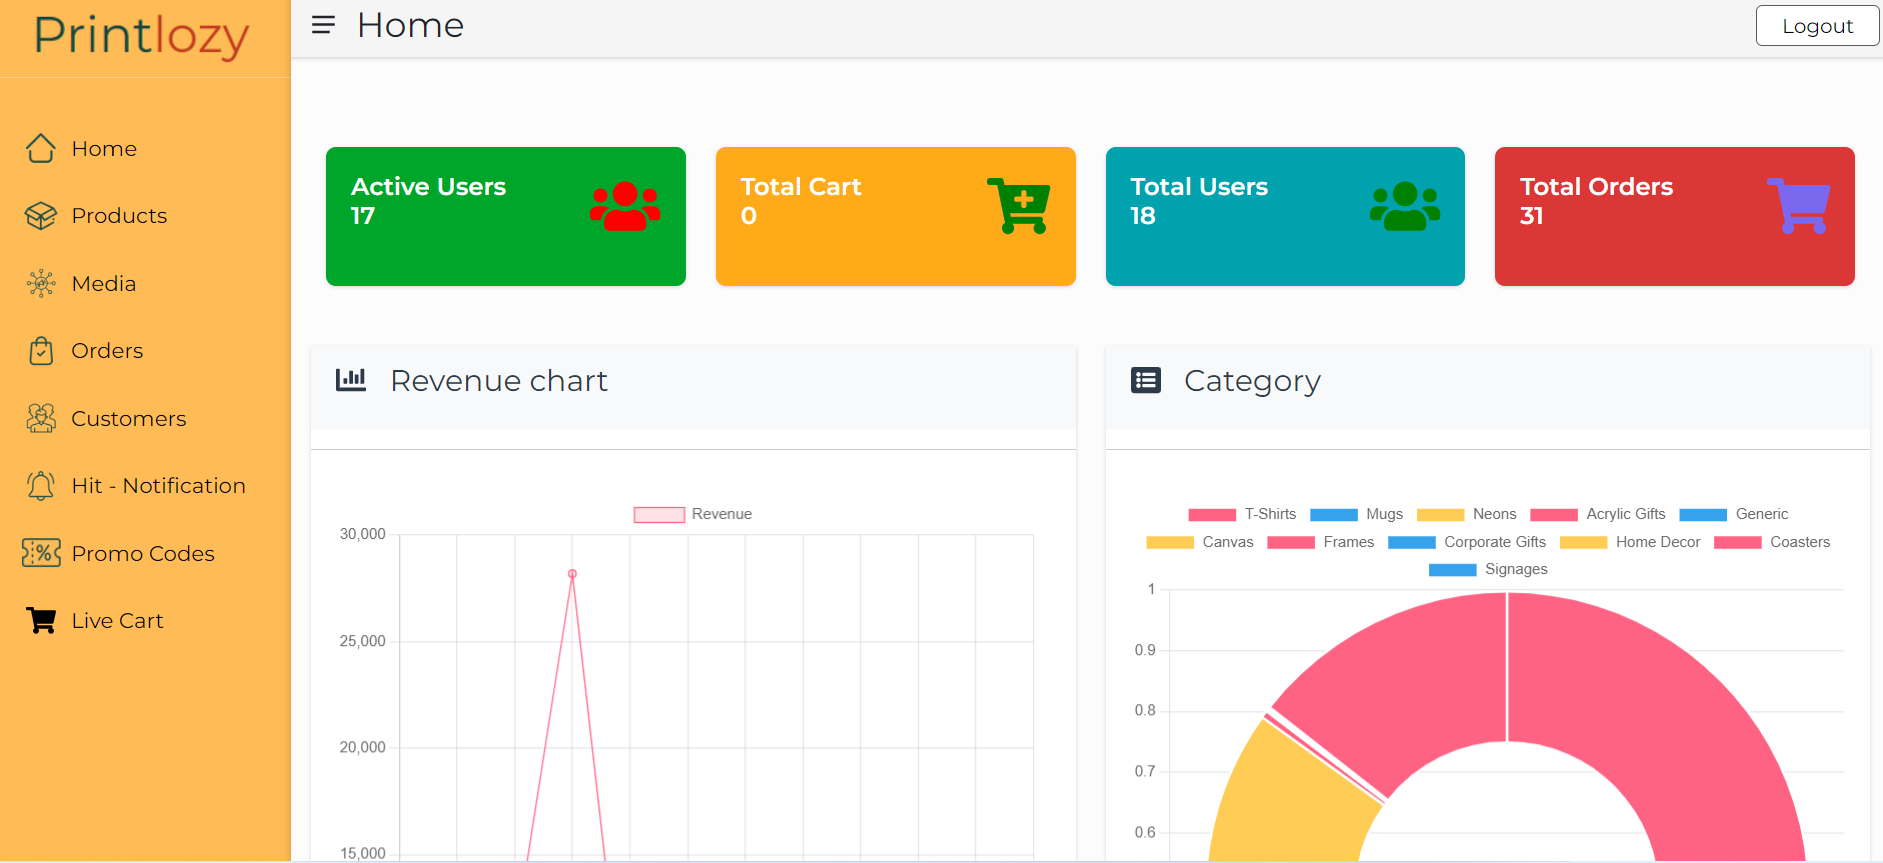 Printlozy
Home
Logout
Home
Products
Media
Orders
Customers
Hit - Notification
Promo Codes
Live Cart
Active Users
17
Total Cart
0
Total Users
18
Total Orders
31
Revenue chart
Revenue
30,000
25,000
20,000
15,000
Category
T-Shirts Mugs Neons Acrylic Gifts Generic
Canvas Frames Corporate Gifts Home Decor Coasters
Signages
1
0.9
0.8
0.7
0.6